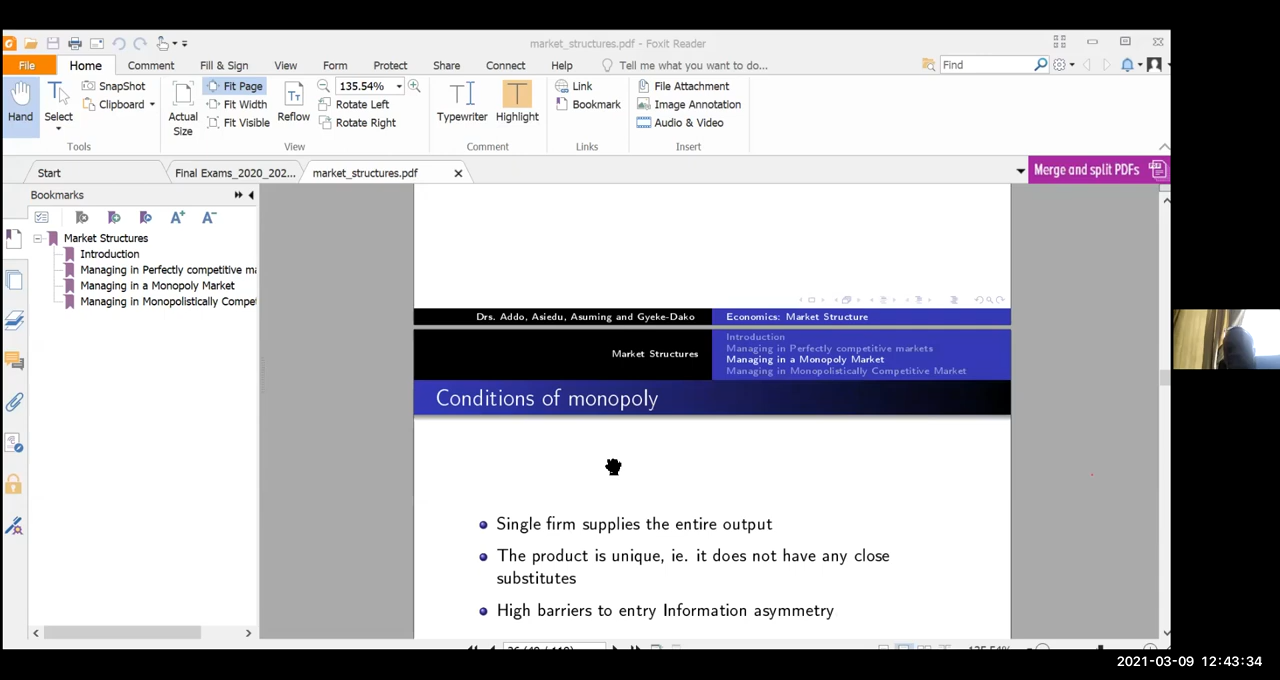 market_structures.pdf - Foxit Reader
File Home Comment Fill & Sign View Form Protect Share Connect Help Tell me what you want to do... Find
Hand
Select
SnapShot
Clipboard
Tools
Actual Size
Fit Page
Fit Width
Fit Visible
Reflow
135.54%
Rotate Left
Rotate Right
View
Typewriter
Highlight
Comment
Link
Bookmark
Links
File Attachment
Image Annotation
Audio & Video
Insert
Start Final Exams_2020_202... market_structures.pdf Merge and split PDFs
Bookmarks
Market Structures
Introduction
Managing in Perfectly competitive ma
Managing in a Monopoly Market
Managing in Monopolistically Compet
Drs. Addo, Asiedu, Asuming and Gyeke-Dako Economics: Market Structure
Market Structures
Introduction
Managing in Perfectly competitive markets
Managing in a Monopoly Market
Managing in Monopolistically Competitive Market
Conditions of monopoly
Single firm supplies the entire output
The product is unique, ie. it does not have any close
substitutes
High barriers to entry Information asymmetry
135.54%
2021-03-09 12:43:34